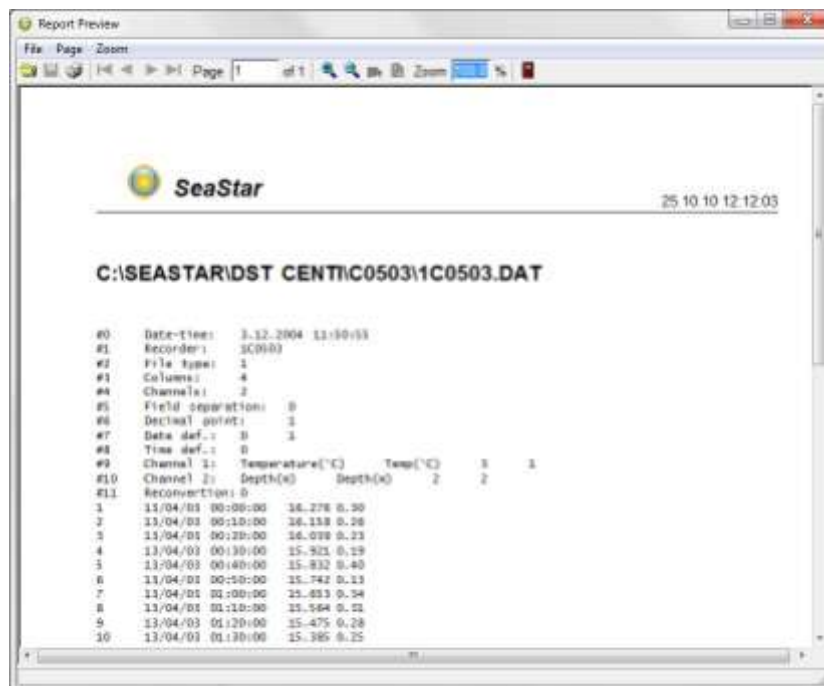 Report Preview
File Page Zoom
Page 1 of 1 Zoom %
SeaStar
25.10.10 12:12:03
C:\SEASTAR\DST CENTI\C0503\1C0503.DAT
#0 Date-time: 3.12.2004 11:50:55
#1 Recorder: 1C0503
#2 File type: 1
#3 Columns: 4
#4 Channels: 2
#5 Field separation: 0
#6 Decimal point: 1
#7 Date def.: 0 1
#8 Time def.: 0
#9 Channel 1: Temperature(°C) Temp(°C) 3 1
#10 Channel 2: Depth(m) Depth(m) 2 2
#11 Reconvertion: 0
1 13/04/03 00:00:00 16.276 0.30
2 13/04/03 00:10:00 16.158 0.26
3 13/04/03 00:20:00 16.039 0.23
4 13/04/03 00:30:00 15.921 0.19
5 13/04/03 00:40:00 15.832 0.40
6 13/04/03 00:50:00 15.742 0.13
7 13/04/03 01:00:00 15.653 0.54
8 13/04/03 01:10:00 15.564 0.31
9 13/04/03 01:20:00 15.475 0.28
10 13/04/03 01:30:00 15.385 0.25